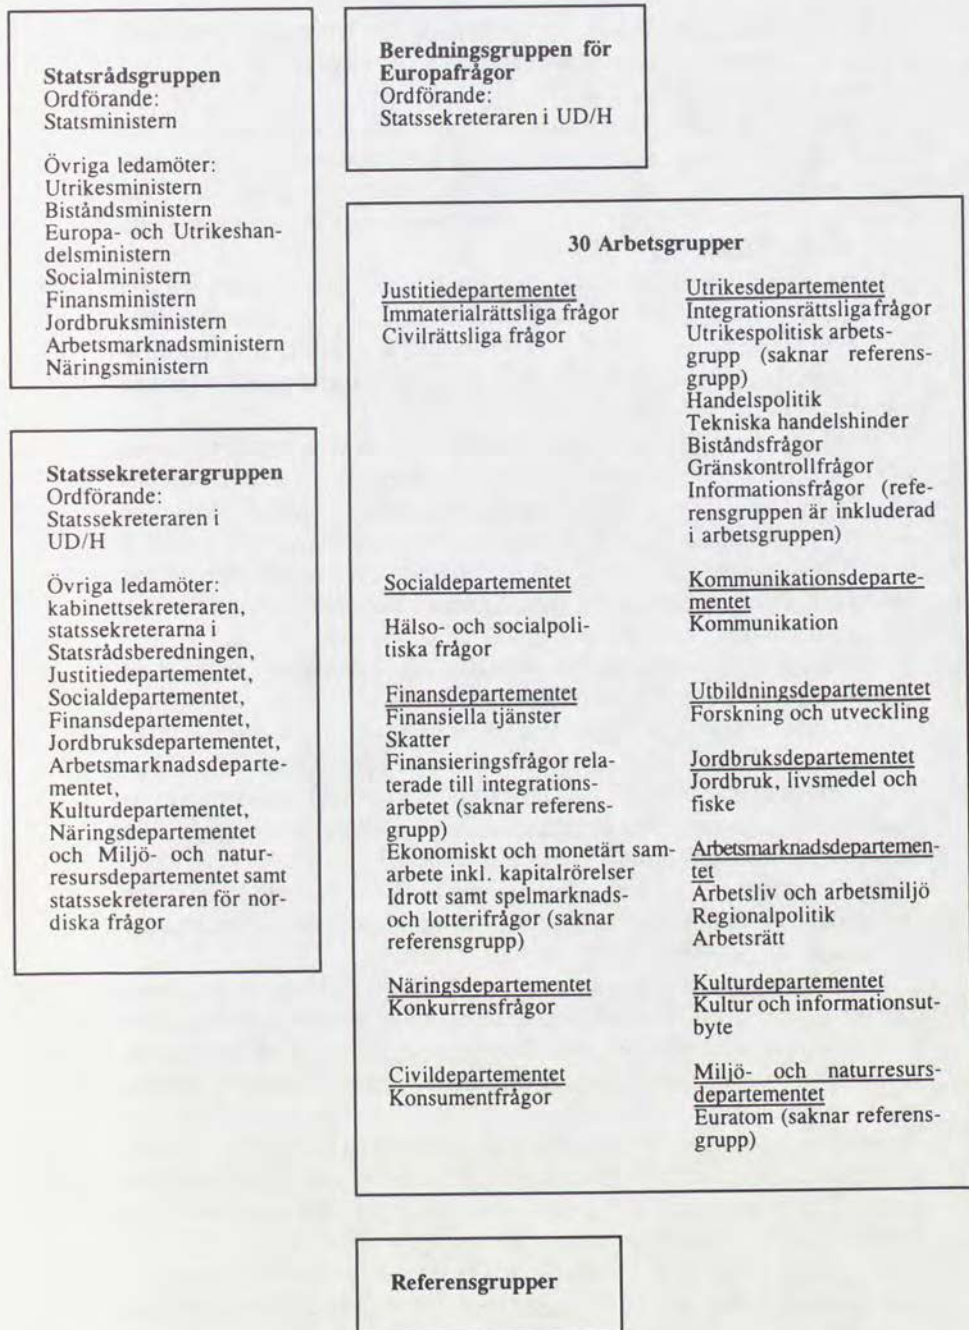 Statsrådsgruppen
Ordförande:
Statsministern
Övriga ledamöter:
Utrikesministern
Biståndsministern
Europa- och Utrikeshan-
delsministern
Socialministern
Finansministern
Jordbruksministern
Arbetsmarknadsministern
Näringsministern
Beredningsgruppen för
Europafrågor
Ordförande:
Statssekreteraren i UD/H
Statssekreterargruppen
Ordförande:
Statssekreteraren i
UD/H
Övriga ledamöter:
kabinettsekreteraren,
statssekreterarna i
Statsrådsberedningen,
Justitiedepartementet,
Socialdepartementet,
Finansdepartementet,
Jordbruksdepartementet,
Arbetsmarknadsdeparte-
mentet,
Kulturdepartementet,
Näringsdepartementet
och Miljö- och natur-
resursdepartementet samt
statssekreteraren för nor-
diska frågor
30 Arbetsgrupper
Justitiedepartementet
Immaterialrättsliga frågor
Civilrättsliga frågor
Socialdepartementet
Hälso- och socialpoli-
tiska frågor
Finansdepartementet
Finansiella tjänster
Skatter
Finansieringsfrågor rela-
terade till integrations-
arbetet (saknar referens-
grupp)
Ekonomiskt och monetärt sam-
arbete inkl. kapitalrörelser
Idrott samt spelmarknads-
och lotterifrågor (saknar
referensgrupp)
Näringsdepartementet
Konkurrensfrågor
Civildepartementet
Konsumentfrågor
Utrikesdepartementet
Integrationsrättsliga frågor
Utrikespolitisk arbets-
grupp (saknar referens-
grupp)
Handelspolitik
Tekniska handelshinder
Biståndsfrågor
Gränskontrollfrågor
Informationsfrågor (refe-
rensgruppen är inkluderad
i arbetsgruppen)
Kommunikationsdeparte-
mentet
Kommunikation
Utbildningsdepartementet
Forskning och utveckling
Jordbruksdepartementet
Jordbruk, livsmedel och
fiske
Arbetsmarknadsdepartemen-
tet
Arbetsliv och arbetsmiljö
Regionalpolitik
Arbetsrätt
Kulturdepartementet
Kultur och informationsut-
byte
Miljö- och naturresurs-
departementet
Euratom (saknar referens-
grupp)
Referensgrupper